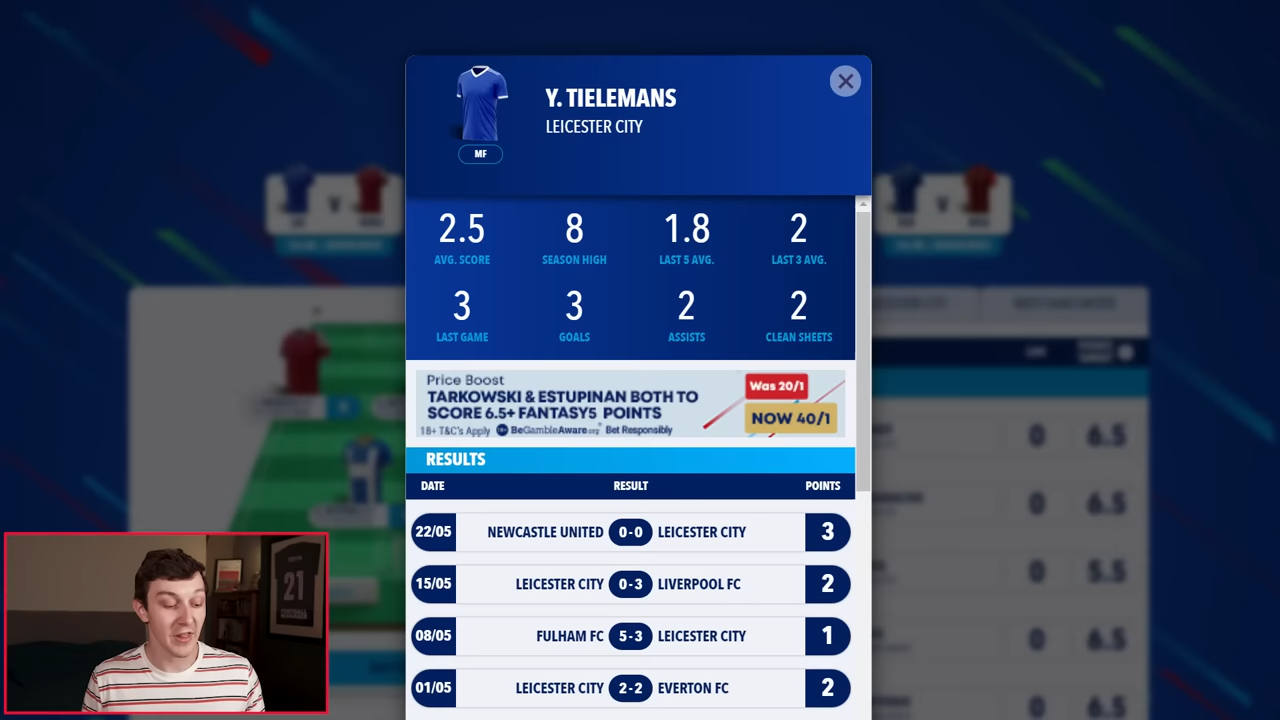 Y. TIELEMANS
LEICESTER CITY
MF
2.5 8 1.8 2
AVG. SCORE SEASON HIGH LAST 5 AVG. LAST 3 AVG.
3 3 2 2
LAST GAME GOALS ASSISTS CLEAN SHEETS
Price Boost
TARKOWSKI & ESTUPINAN BOTH TO
SCORE 6.5+ FANTASY5 POINTS
18+ T&C's Apply BeGambleAware.org Bet Responsibly
Was 20/1
NOW 40/1
RESULTS
DATE RESULT POINTS
22/05 NEWCASTLE UNITED 0-0 LEICESTER CITY 3
15/05 LEICESTER CITY 0-3 LIVERPOOL FC 2
08/05 FULHAM FC 5-3 LEICESTER CITY 1
01/05 LEICESTER CITY 2-2 EVERTON FC 2
0 6.5
0 6.5
0 5.5
0 6.5
0 6.5
21